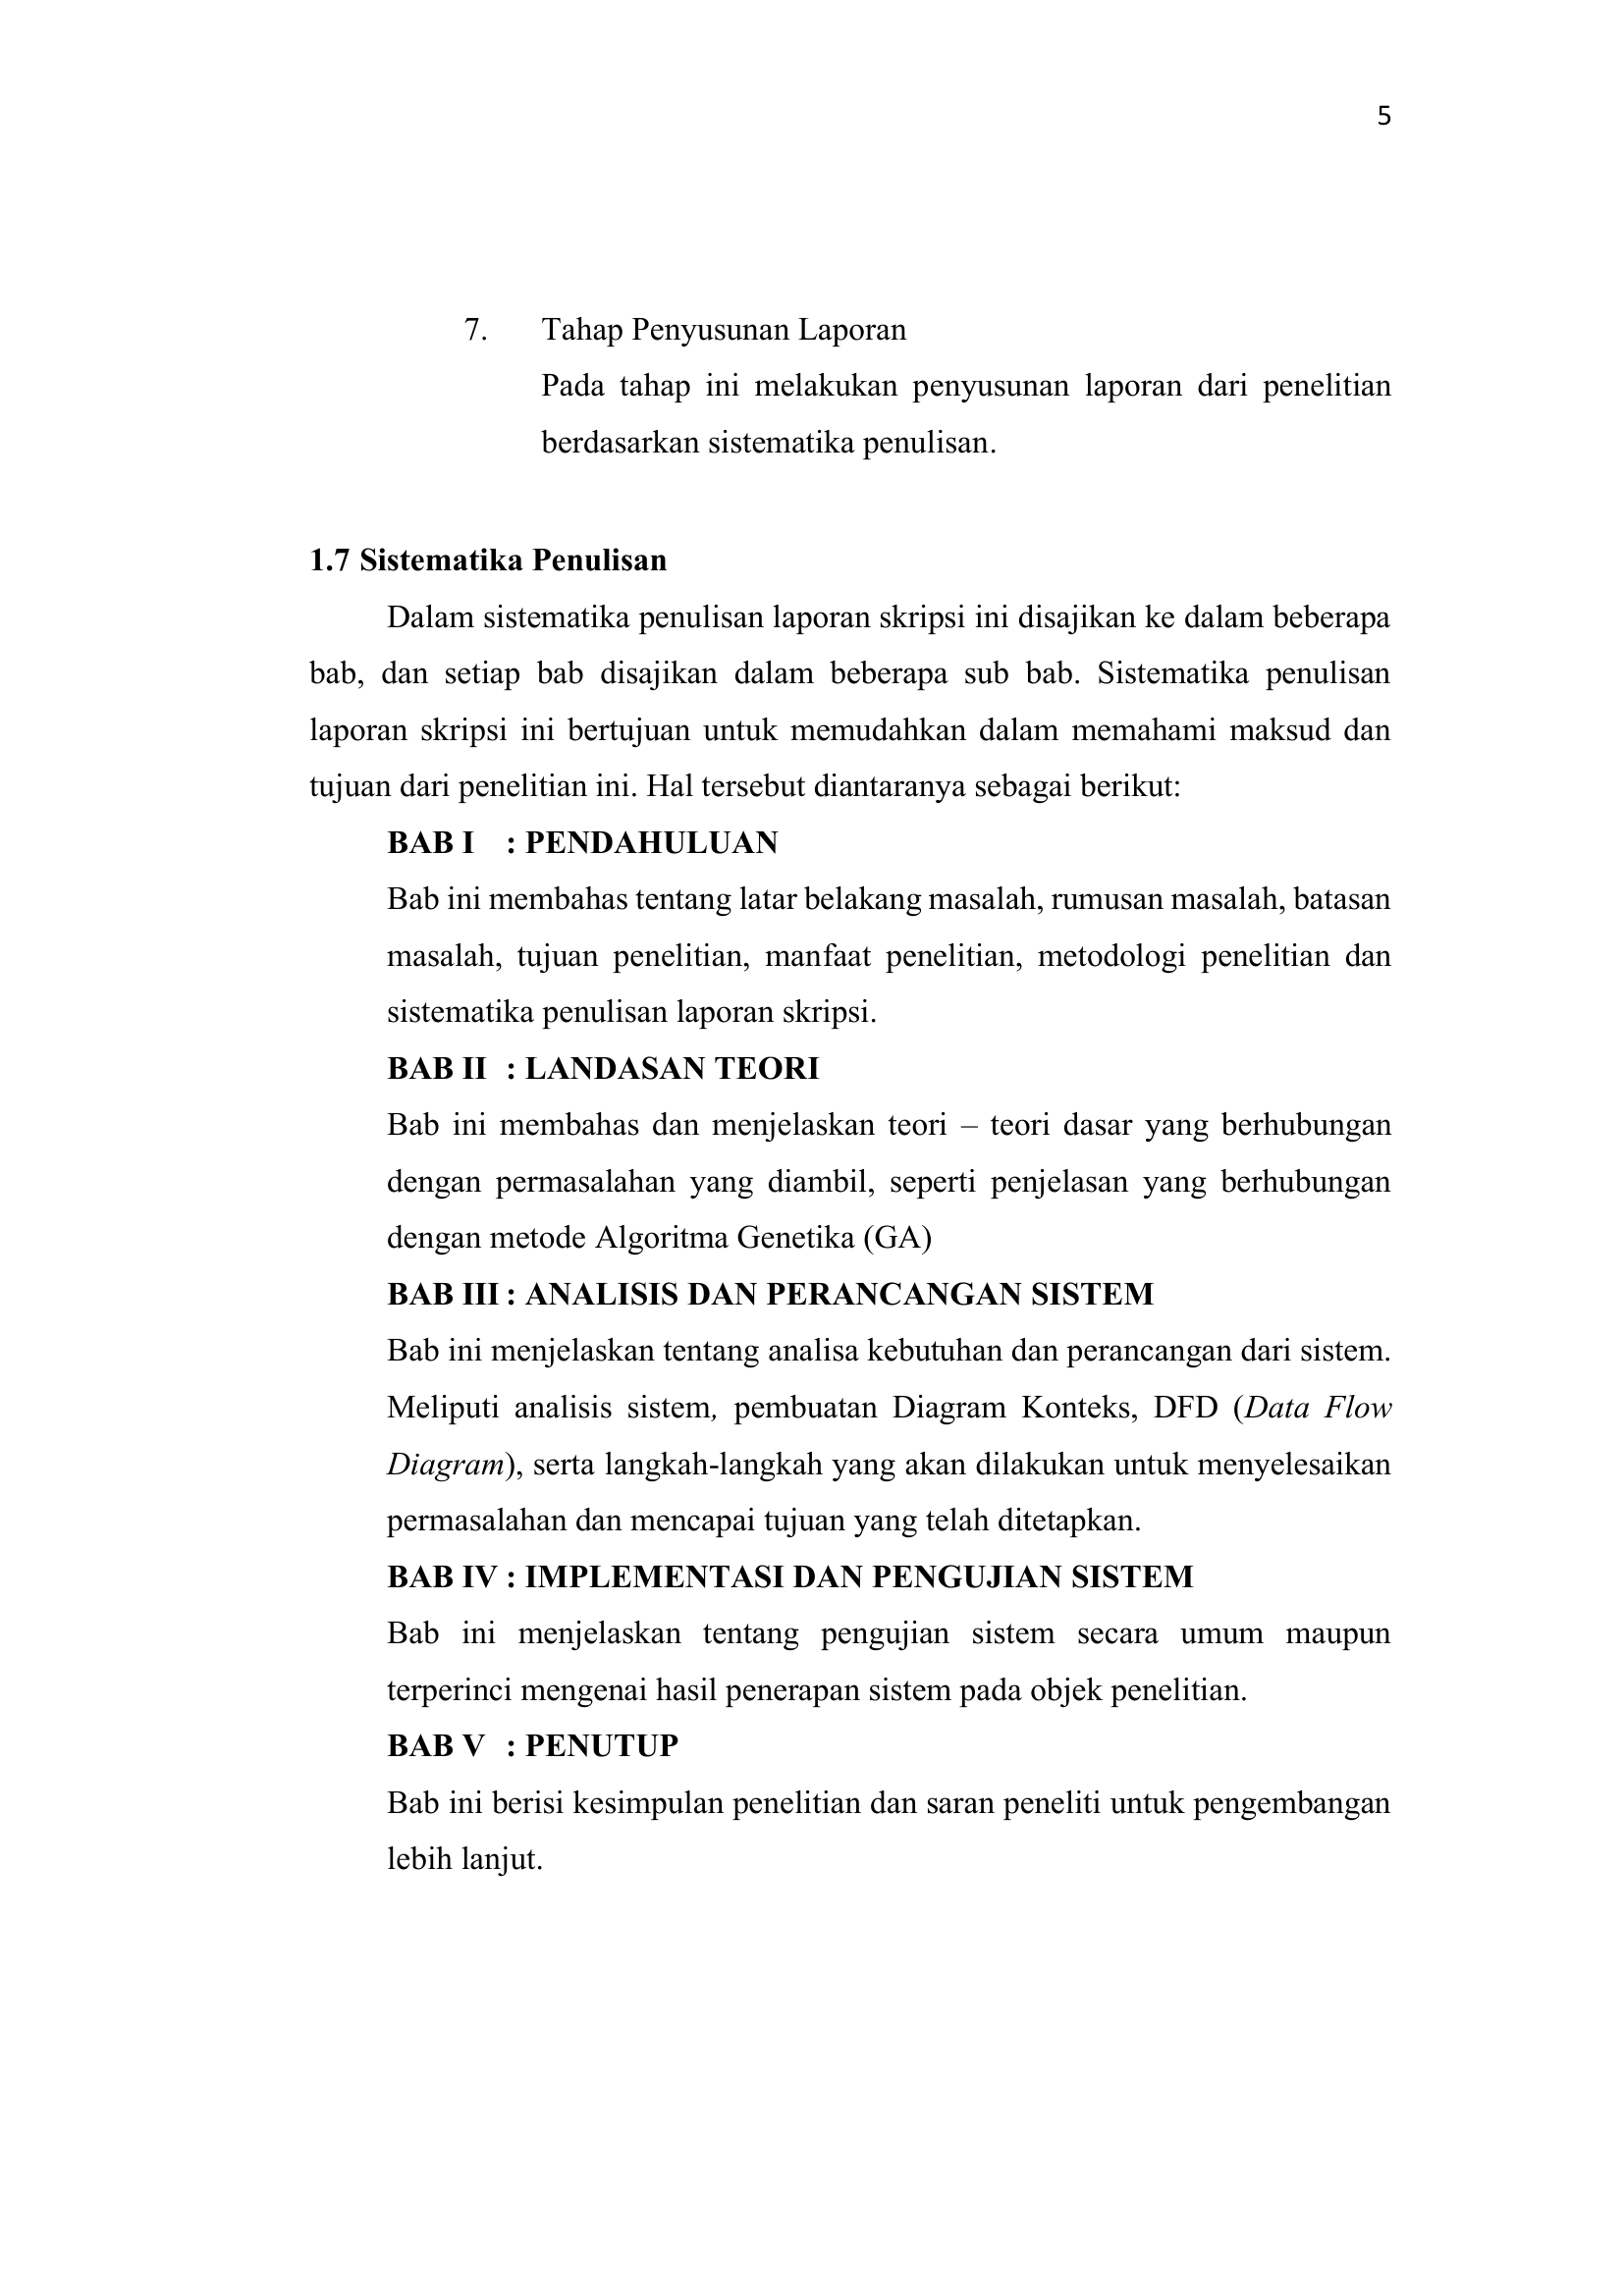 5
7. Tahap Penyusunan Laporan
Pada tahap ini melakukan penyusunan laporan dari penelitian
berdasarkan sistematika penulisan.
1.7 Sistematika Penulisan
Dalam sistematika penulisan laporan skripsi ini disajikan ke dalam beberapa
bab, dan setiap bab disajikan dalam beberapa sub bab. Sistematika penulisan
laporan skripsi ini bertujuan untuk memudahkan dalam memahami maksud dan
tujuan dari penelitian ini. Hal tersebut diantaranya sebagai berikut:
BAB I : PENDAHULUAN
Bab ini membahas tentang latar belakang masalah, rumusan masalah, batasan
masalah, tujuan penelitian, manfaat penelitian, metodologi penelitian dan
sistematika penulisan laporan skripsi.
BAB II : LANDASAN TEORI
Bab ini membahas dan menjelaskan teori – teori dasar yang berhubungan
dengan permasalahan yang diambil, seperti penjelasan yang berhubungan
dengan metode Algoritma Genetika (GA)
BAB III : ANALISIS DAN PERANCANGAN SISTEM
Bab ini menjelaskan tentang analisa kebutuhan dan perancangan dari sistem.
Meliputi analisis sistem, pembuatan Diagram Konteks, DFD (Data Flow
Diagram), serta langkah-langkah yang akan dilakukan untuk menyelesaikan
permasalahan dan mencapai tujuan yang telah ditetapkan.
BAB IV : IMPLEMENTASI DAN PENGUJIAN SISTEM
Bab ini menjelaskan tentang pengujian sistem secara umum maupun
terperinci mengenai hasil penerapan sistem pada objek penelitian.
BAB V : PENUTUP
Bab ini berisi kesimpulan penelitian dan saran peneliti untuk pengembangan
lebih lanjut.